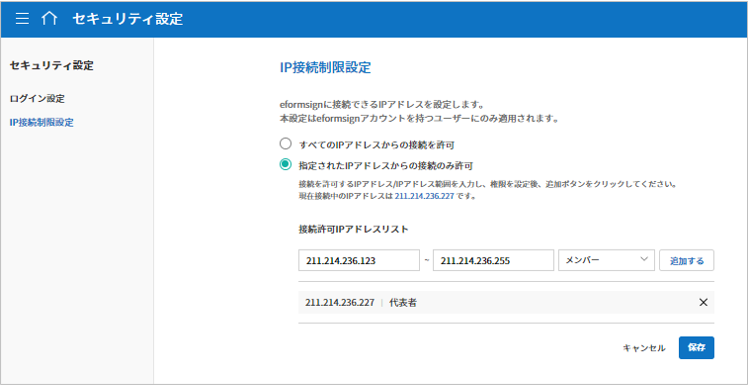 セキュリティ設定
セキュリティ設定
ログイン設定
IP接続制限設定
IP接続制限設定
eformsignに接続できるIPアドレスを設定します。
本設定はeformsignアカウントを持つユーザーにのみ適用されます。
すべてのIPアドレスからの接続を許可
指定されたIPアドレスからの接続のみ許可
接続を許可するIPアドレス/IPアドレス範囲を入力し、権限を設定後、追加ボタンをクリックしてください。
現在接続中のIPアドレスは 211.214.236.227 です。
接続許可IPアドレスリスト
211.214.236.123 ~ 211.214.236.255 メンバー 追加する
211.214.236.227 | 代表者
キャンセル 保存